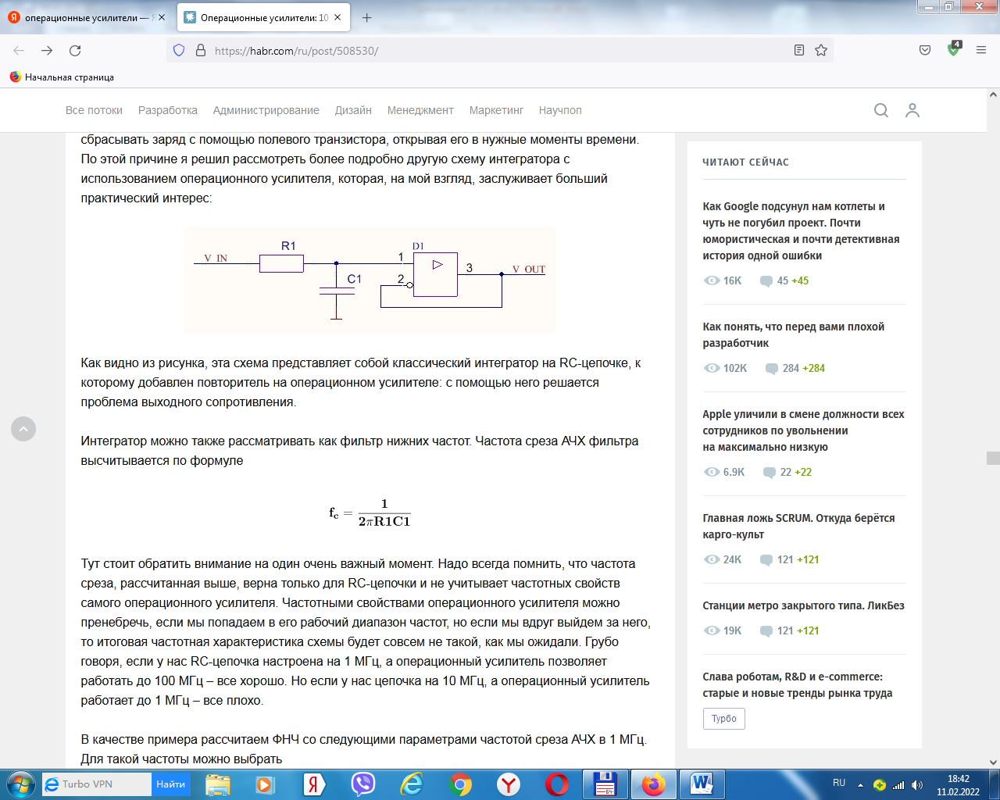 операционные усилители — Я
Операционные усилители: 10
https://habr.com/ru/post/508530/
4
Начальная страница
Все потоки Разработка Администрирование Дизайн Менеджмент Маркетинг Научпоп
сбрасывать заряд с помощью полевого транзистора, открывая его в нужные моменты времени.
По этой причине я решил рассмотреть более подробно другую схему интегратора с
использованием операционного усилителя, которая, на мой взгляд, заслуживает больший
практический интерес:
V_IN
R1
C1
D1
1
2
3
V_OUT
Как видно из рисунка, эта схема представляет собой классический интегратор на RC-цепочке, к
которому добавлен повторитель на операционном усилителе: с помощью него решается
проблема выходного сопротивления.
Интегратор можно также рассматривать как фильтр нижних частот. Частота среза АЧХ фильтра
высчитывается по формуле
f_c = 1 / 2πR1C1
Тут стоит обратить внимание на один очень важный момент. Надо всегда помнить, что частота
среза, рассчитанная выше, верна только для RC-цепочки и не учитывает частотных свойств
самого операционного усилителя. Частотными свойствами операционного усилителя можно
пренебречь, если мы попадаем в его рабочий диапазон частот, но если мы вдруг выйдем за него,
то итоговая частотная характеристика схемы будет совсем не такой, как мы ожидали. Грубо
говоря, если у нас RC-цепочка настроена на 1 МГц, а операционный усилитель позволяет
работать до 100 МГц – все хорошо. Но если у нас цепочка на 10 МГц, а операционный усилитель
работает до 1 МГц – все плохо.
В качестве примера рассчитаем ФНЧ со следующими параметрами частотой среза АЧХ в 1 МГц.
Для такой частоты можно выбрать
ЧИТАЮТ СЕЙЧАС
Как Google подсунул нам котлеты и
чуть не погубил проект. Почти
юмористическая и почти детективная
история одной ошибки
16K 45 +45
Как понять, что перед вами плохой
разработчик
102K 284 +284
Apple уличили в смене должности всех
сотрудников по увольнении
на максимально низкую
6.9K 22 +22
Главная ложь SCRUM. Откуда берётся
карго-культ
24K 121 +121
Станции метро закрытого типа. ЛикБез
19K 121 +121
Слава роботам, R&D и e-commerce:
старые и новые тренды рынка труда
Турбо
Turbo VPN Найти
64
RU
18:42
11.02.2022